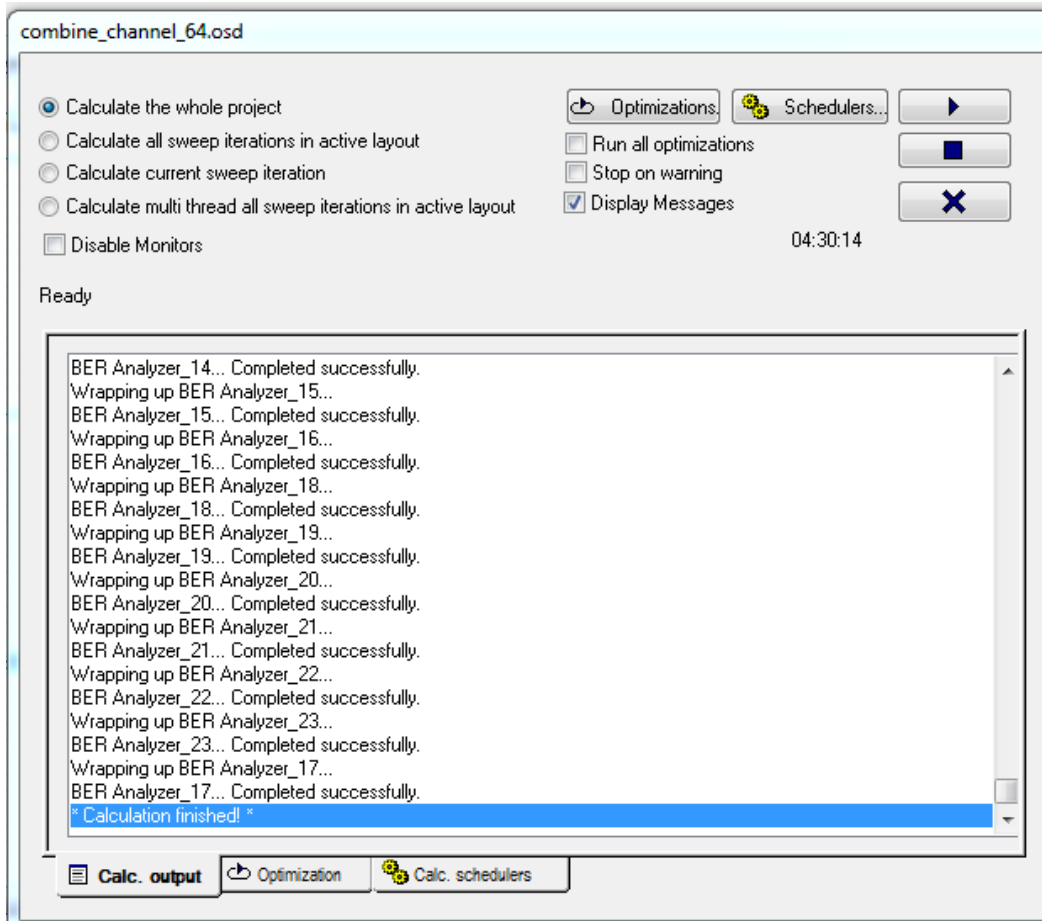 combine_channel_64.osd
Calculate the whole project
Calculate all sweep iterations in active layout
Calculate current sweep iteration
Calculate multi thread all sweep iterations in active layout
Disable Monitors
Optimizations.
Schedulers...
Run all optimizations
Stop on warning
Display Messages
04:30:14
Ready
BER Analyzer_14... Completed successfully.
Wrapping up BER Analyzer_15...
BER Analyzer_15... Completed successfully.
Wrapping up BER Analyzer_16...
BER Analyzer_16... Completed successfully.
Wrapping up BER Analyzer_18...
BER Analyzer_18... Completed successfully.
Wrapping up BER Analyzer_19...
BER Analyzer_19... Completed successfully.
Wrapping up BER Analyzer_20...
BER Analyzer_20... Completed successfully.
Wrapping up BER Analyzer_21...
BER Analyzer_21... Completed successfully.
Wrapping up BER Analyzer_22...
BER Analyzer_22... Completed successfully.
Wrapping up BER Analyzer_23...
BER Analyzer_23... Completed successfully.
Wrapping up BER Analyzer_17...
BER Analyzer_17... Completed successfully.
* Calculation finished! *
Calc. output
Optimization
Calc. schedulers